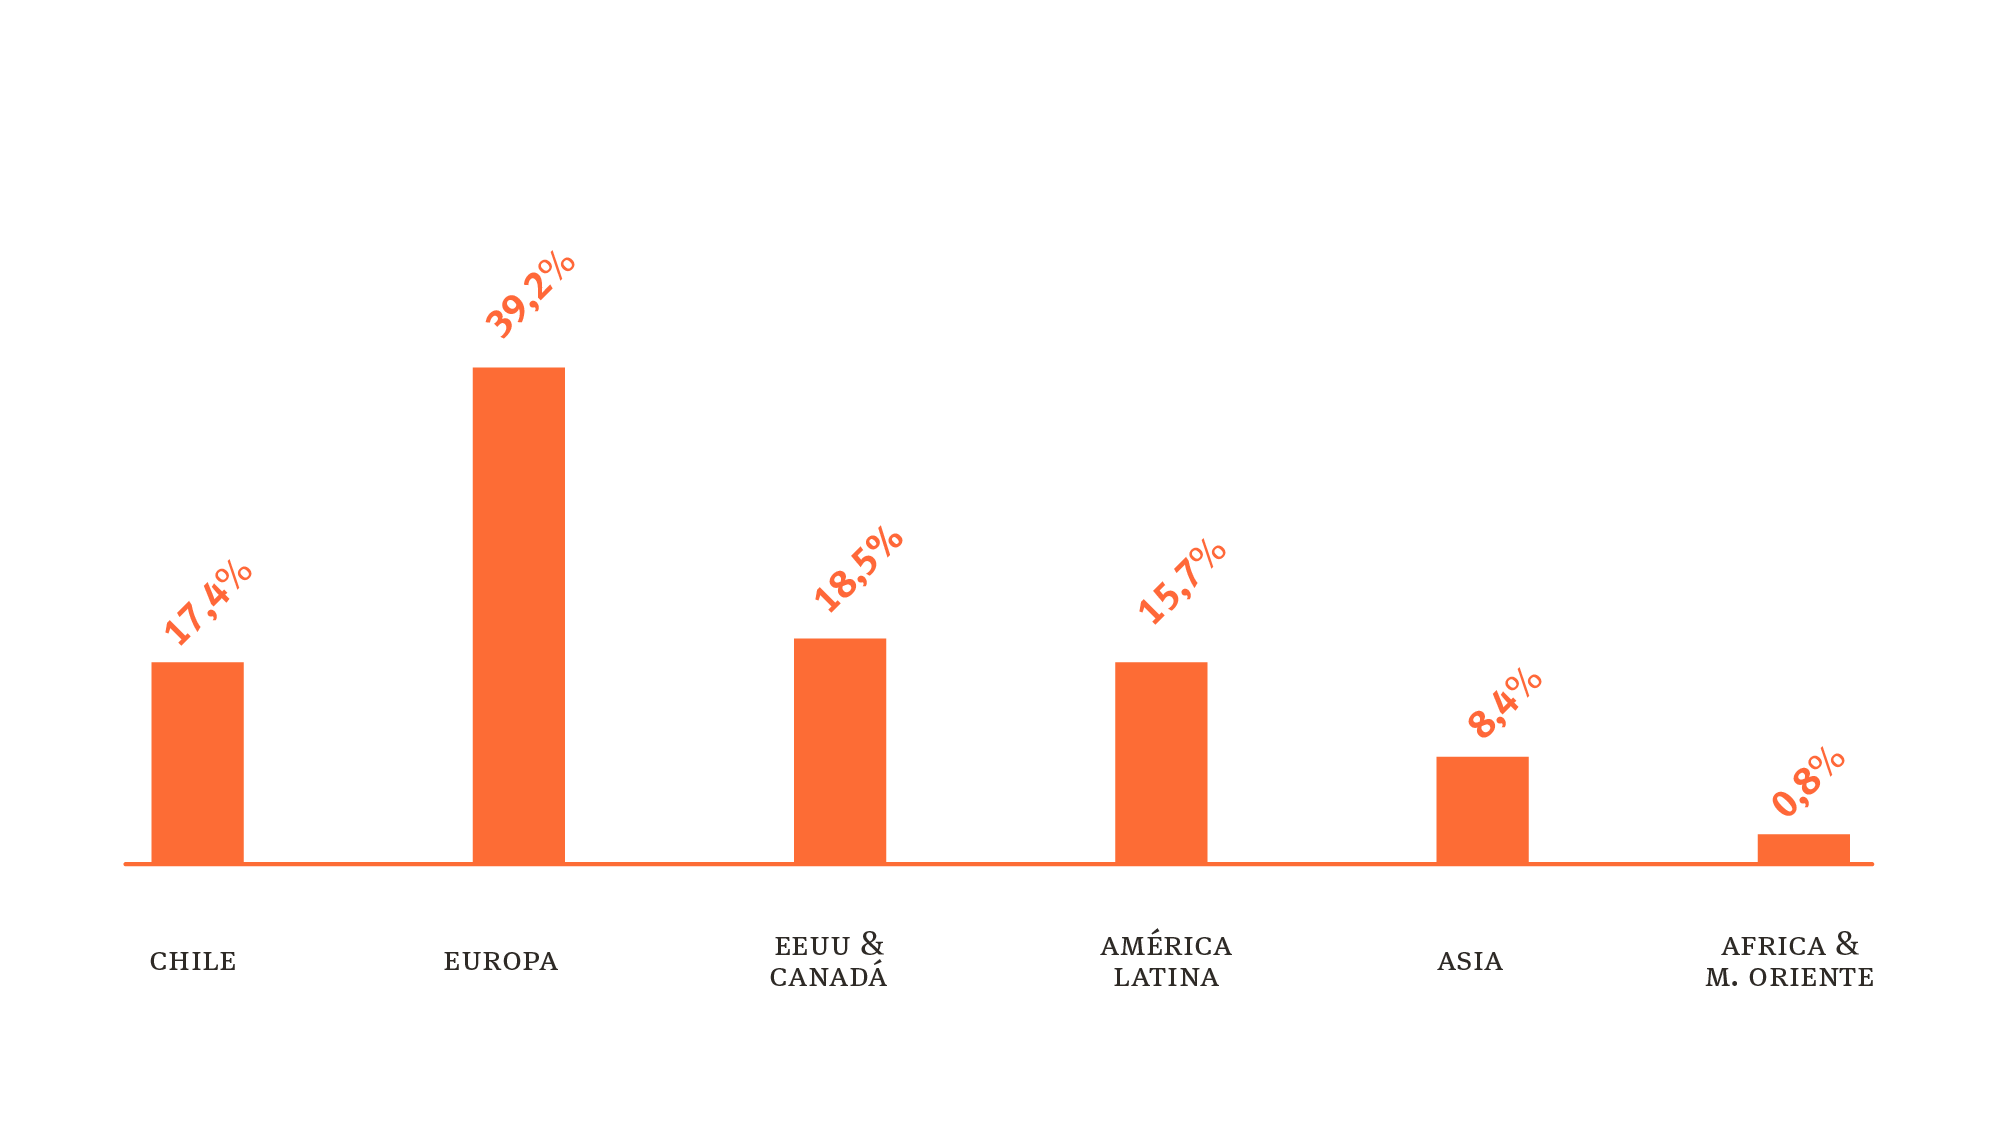 17,4%
39,2%
18,5%
15,7%
8,4%
0,8%
CHILE
EUROPA
EEUU &
CANADÁ
AMÉRICA
LATINA
ASIA
AFRICA &
M. ORIENTE